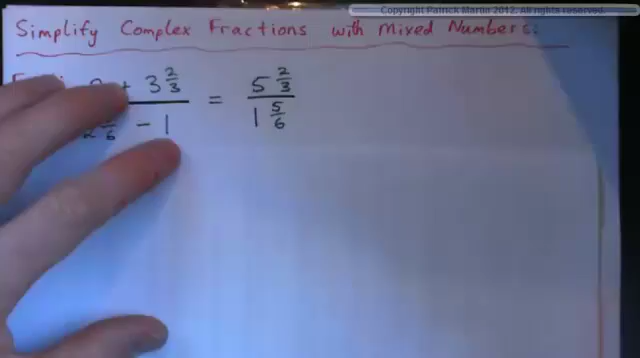 Copyright Patrick Martin 2012. All rights reserved.
Simplify Complex Fractions with Mixed Numbers:
+ 3 2/3 = 5 2/3
- 1 1 5/6